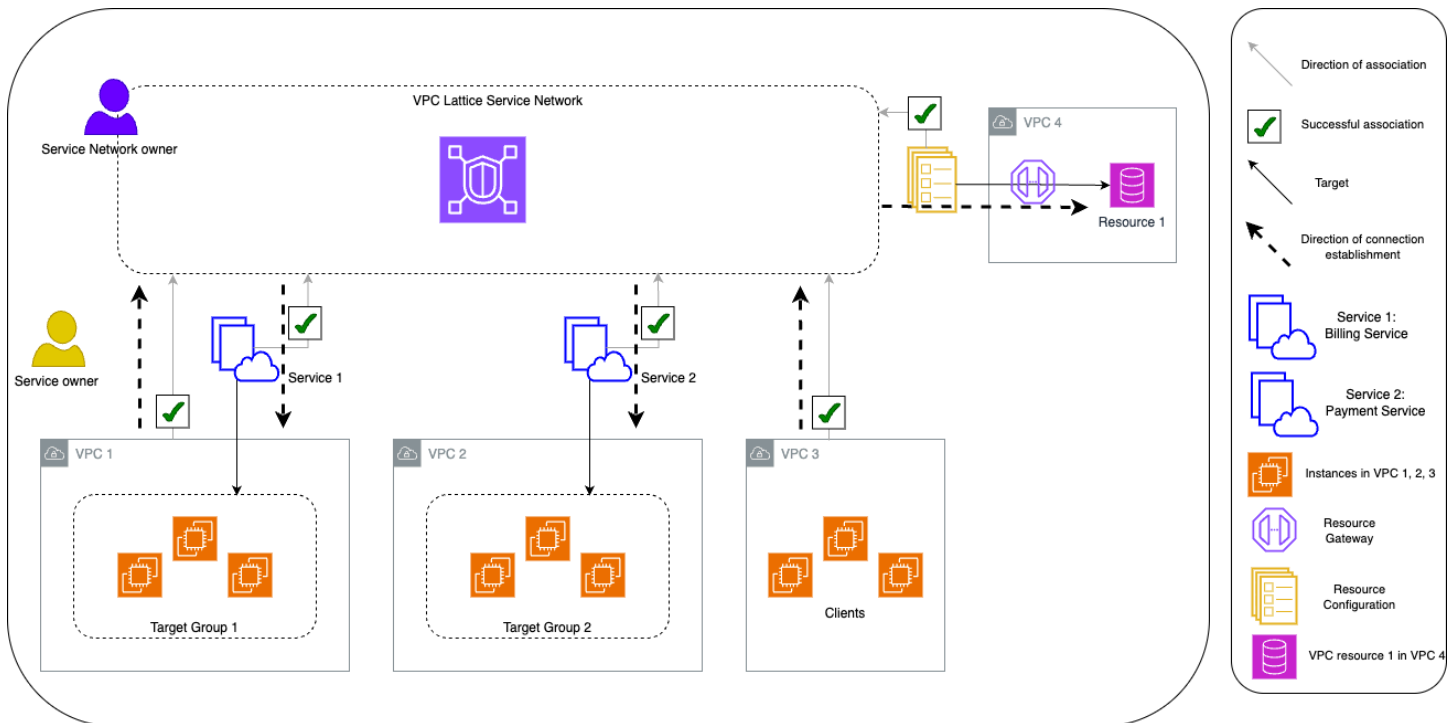 VPC Lattice Service Network
Service Network owner
VPC 4
Resource 1
Service owner
Service 1
Service 2
VPC 1
Target Group 1
VPC 2
Target Group 2
VPC 3
Clients
Direction of association
Successful association
Target
Direction of connection
establishment
Service 1:
Billing Service
Service 2:
Payment Service
Instances in VPC 1, 2, 3
Resource
Gateway
Resource
Configuration
VPC resource 1 in VPC 4